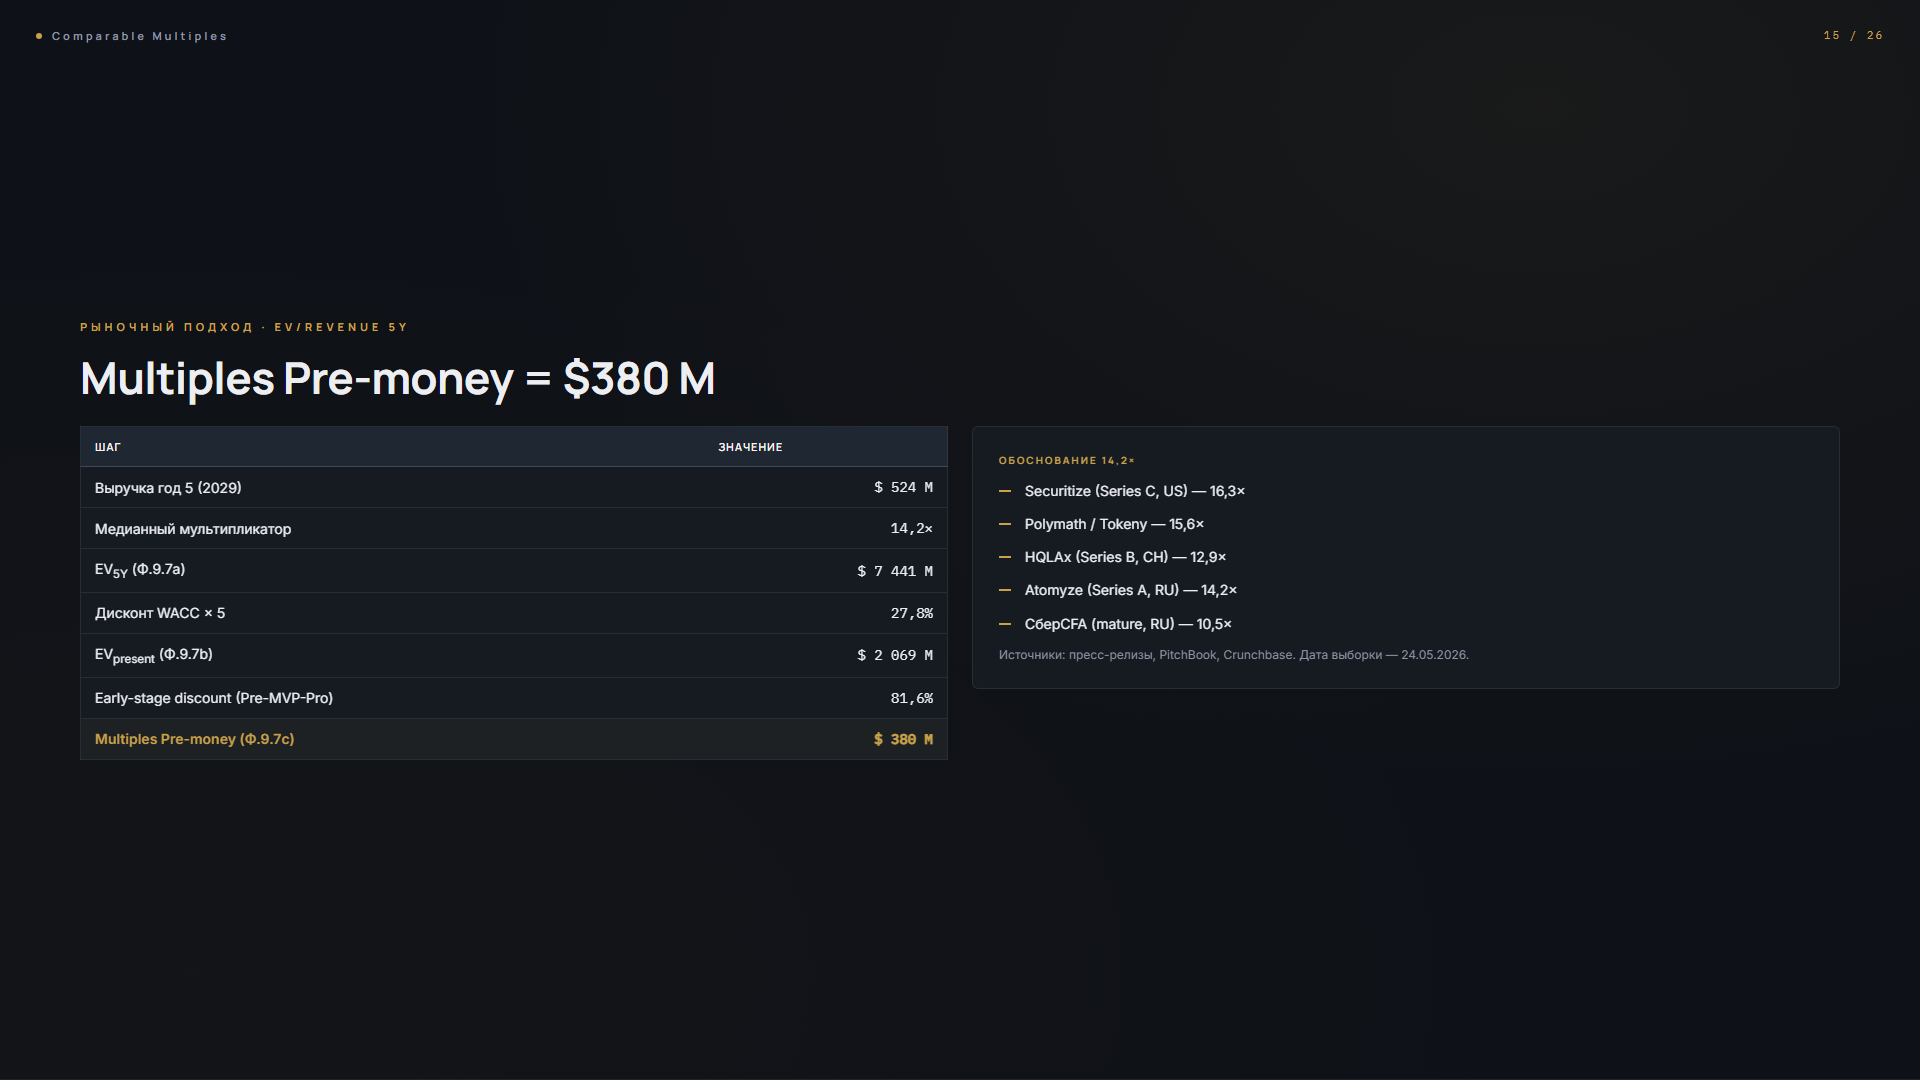 Comparable Multiples
15 / 26
РЫНОЧНЫЙ ПОДХОД · EV/REVENUE 5Y
Multiples Pre-money = $380 M
ШАГ ЗНАЧЕНИЕ
Выручка год 5 (2029) $ 524 M
Медианный мультипликатор 14,2×
EV5Y (Ф.9.7a) $ 7 441 M
Дисконт WACC × 5 27,8%
EVpresent (Ф.9.7b) $ 2 069 M
Early-stage discount (Pre-MVP-Pro) 81,6%
Multiples Pre-money (Ф.9.7c) $ 380 M
ОБОСНОВАНИЕ 14,2×
— Securitize (Series C, US) — 16,3×
— Polymath / Tokeny — 15,6×
— HQLAx (Series B, CH) — 12,9×
— Atomyze (Series A, RU) — 14,2×
— СберCFA (mature, RU) — 10,5×
Источники: пресс-релизы, PitchBook, Crunchbase. Дата выборки — 24.05.2026.